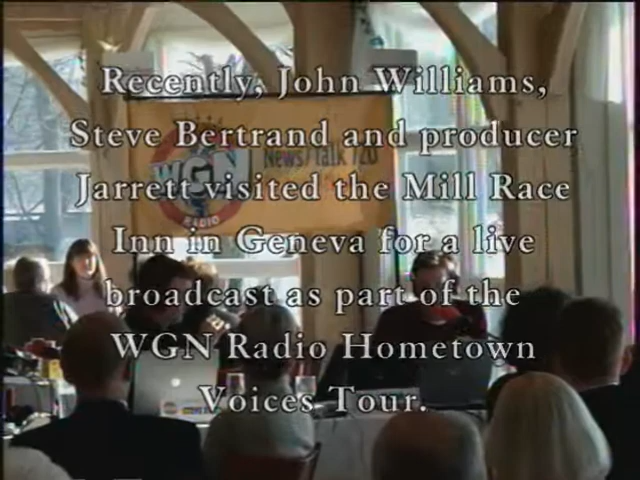 Recently, John Williams,
Steve Bertrand and producer
Jarrett visited the Mill Race
Inn in Geneva for a live
broadcast as part of the
WGN Radio Hometown
Voices Tour.
WGN
RADIO
News/Talk 720